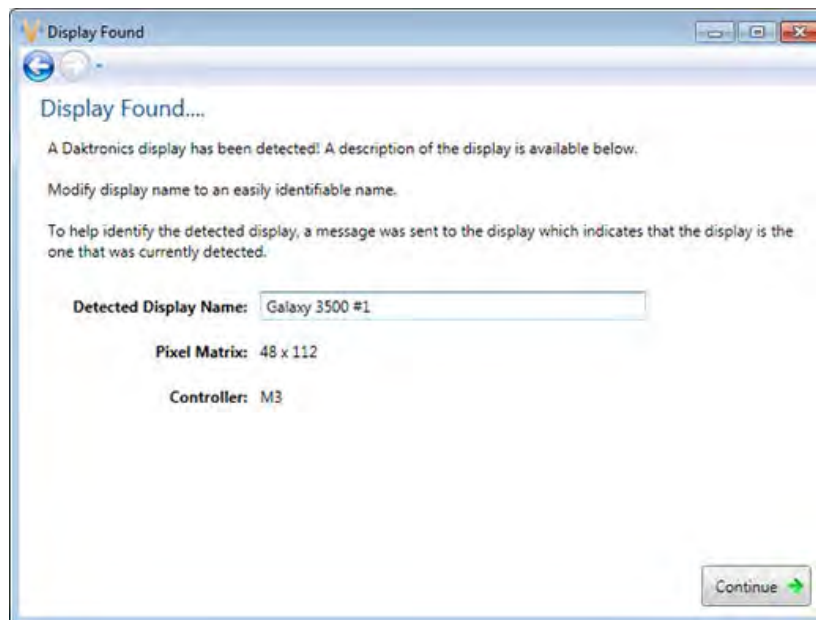 Display Found
Display Found....
A Daktronics display has been detected! A description of the display is available below.
Modify display name to an easily identifiable name.
To help identify the detected display, a message was sent to the display which indicates that the display is the
one that was currently detected.
Detected Display Name: Galaxy 3500 #1
Pixel Matrix: 48 x 112
Controller: M3
Continue